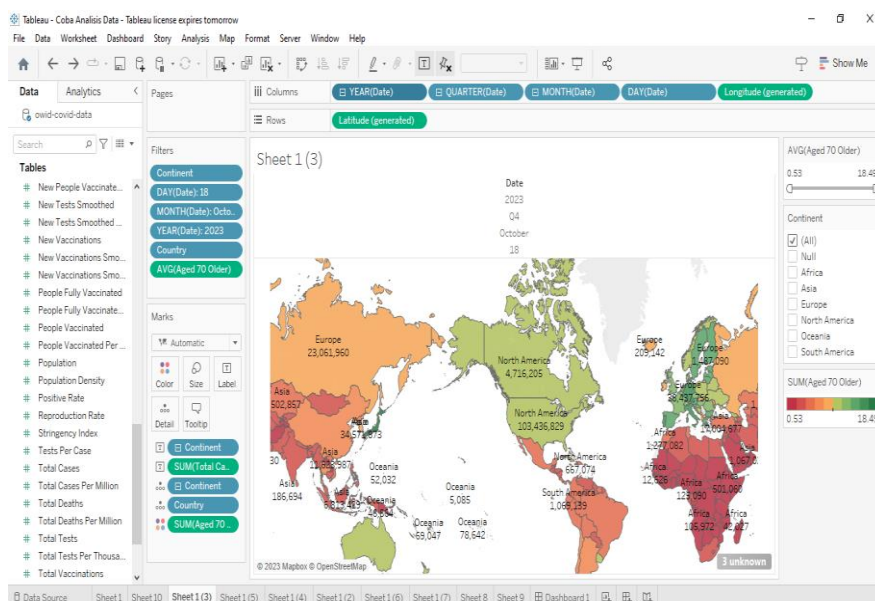 Tableau - Coba Analisis Data - Tableau license expires tomorrow
File Data Worksheet Dashboard Story Analysis Map Format Server Window Help
Show Me
Data Analytics
owid-covid-data
Search
Tables
New People Vaccinate...
New Tests Smoothed
New Tests Smoothed ...
New Vaccinations
New Vaccinations Smo...
New Vaccinations Smo...
People Fully Vaccinated
People Fully Vaccinate...
People Vaccinated
People Vaccinated Per ...
Population
Population Density
Positive Rate
Reproduction Rate
Stringency Index
Tests Per Case
Total Cases
Total Cases Per Million
Total Deaths
Total Deaths Per Million
Total Tests
Total Tests Per Thousa...
Total Vaccinations
Pages
Filters
Continent
DAY(Date): 18
MONTH(Date): Octo..
YEAR(Date): 2023
Country
AVG(Aged 70 Older)
Marks
Automatic
Color Size Label
Detail Tooltip
Continent
SUM(Total Ca..
Continent
Country
SUM(Aged 70 ..
Columns YEAR(Date) QUARTER(Date) MONTH(Date) DAY(Date) Longitude (generated)
Rows Latitude (generated)
Sheet 1 (3)
Date
2023
Q4
October
18
Europe
23,061,960
Asia
502,857
Asia
186,694
Oceania
52,032
Oceania
5,085
Oceania
69,047
Oceania
78,642
North America
4,716,205
North America
103,436,829
North America
667,074
South America
1,069,139
Europe
209,142
Europe
Europe
Asia
Africa
1,277,082
Africa
Africa
Africa
501,060
Africa
105,972
Africa
42,027
© 2023 Mapbox © OpenStreetMap
3 unknown
AVG(Aged 70 Older)
0.53 18.49
Continent
(All)
Null
Africa
Asia
Europe
North America
Oceania
South America
SUM(Aged 70 Older)
0.53 18.49
Data Source Sheet 1 Sheet 10 Sheet 1 (3) Sheet 1 (5) Sheet 1 (4) Sheet 1 (2) Sheet 1 (6) Sheet 1 (7) Sheet 8 Sheet 9 Dashboard 1